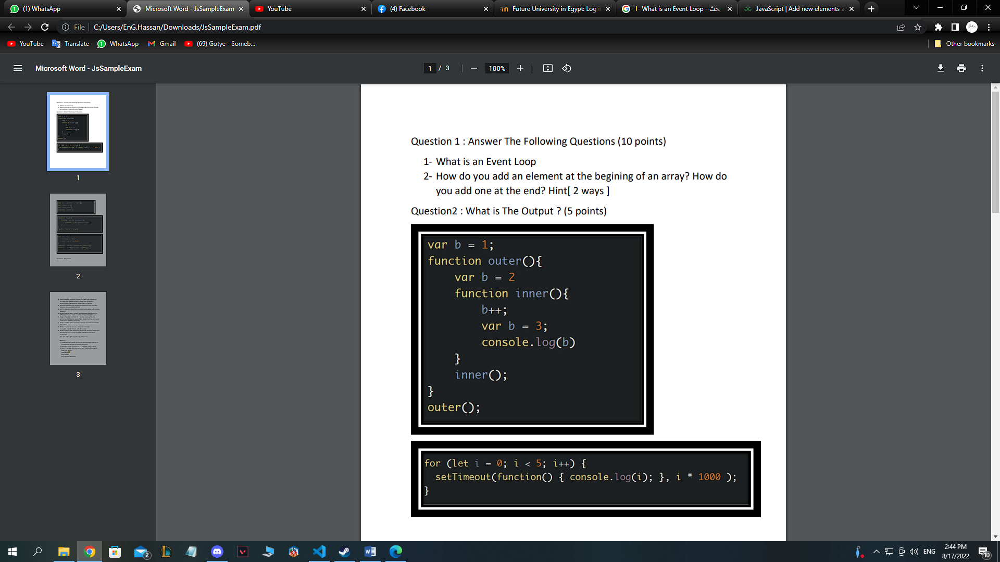 (1) WhatsApp
Microsoft Word - JsSampleExam
YouTube
(4) Facebook
Future University in Egypt: Log i
1- What is an Event Loop - بحث
JavaScript | Add new elements a
File
C:/Users/EnG.Hassan/Downloads/JsSampleExam.pdf
YouTube
Translate
WhatsApp
Gmail
(69) Gotye - Someb...
Other bookmarks
Microsoft Word - JsSampleExam
1 / 3
100%
1
2
3
Question 1 : Answer The Following Questions (10 points)
1- What is an Event Loop
2- How do you add an element at the begining of an array? How do
you add one at the end? Hint[ 2 ways ]
Question2 : What is The Output ? (5 points)
var b = 1;
function outer(){
var b = 2
function inner(){
b++;
var b = 3;
console.log(b)
}
inner();
}
outer();
for (let i = 0; i < 5; i++) {
setTimeout(function() { console.log(i); }, i * 1000 );
}
2
ENG
2:44 PM
8/17/2022
10